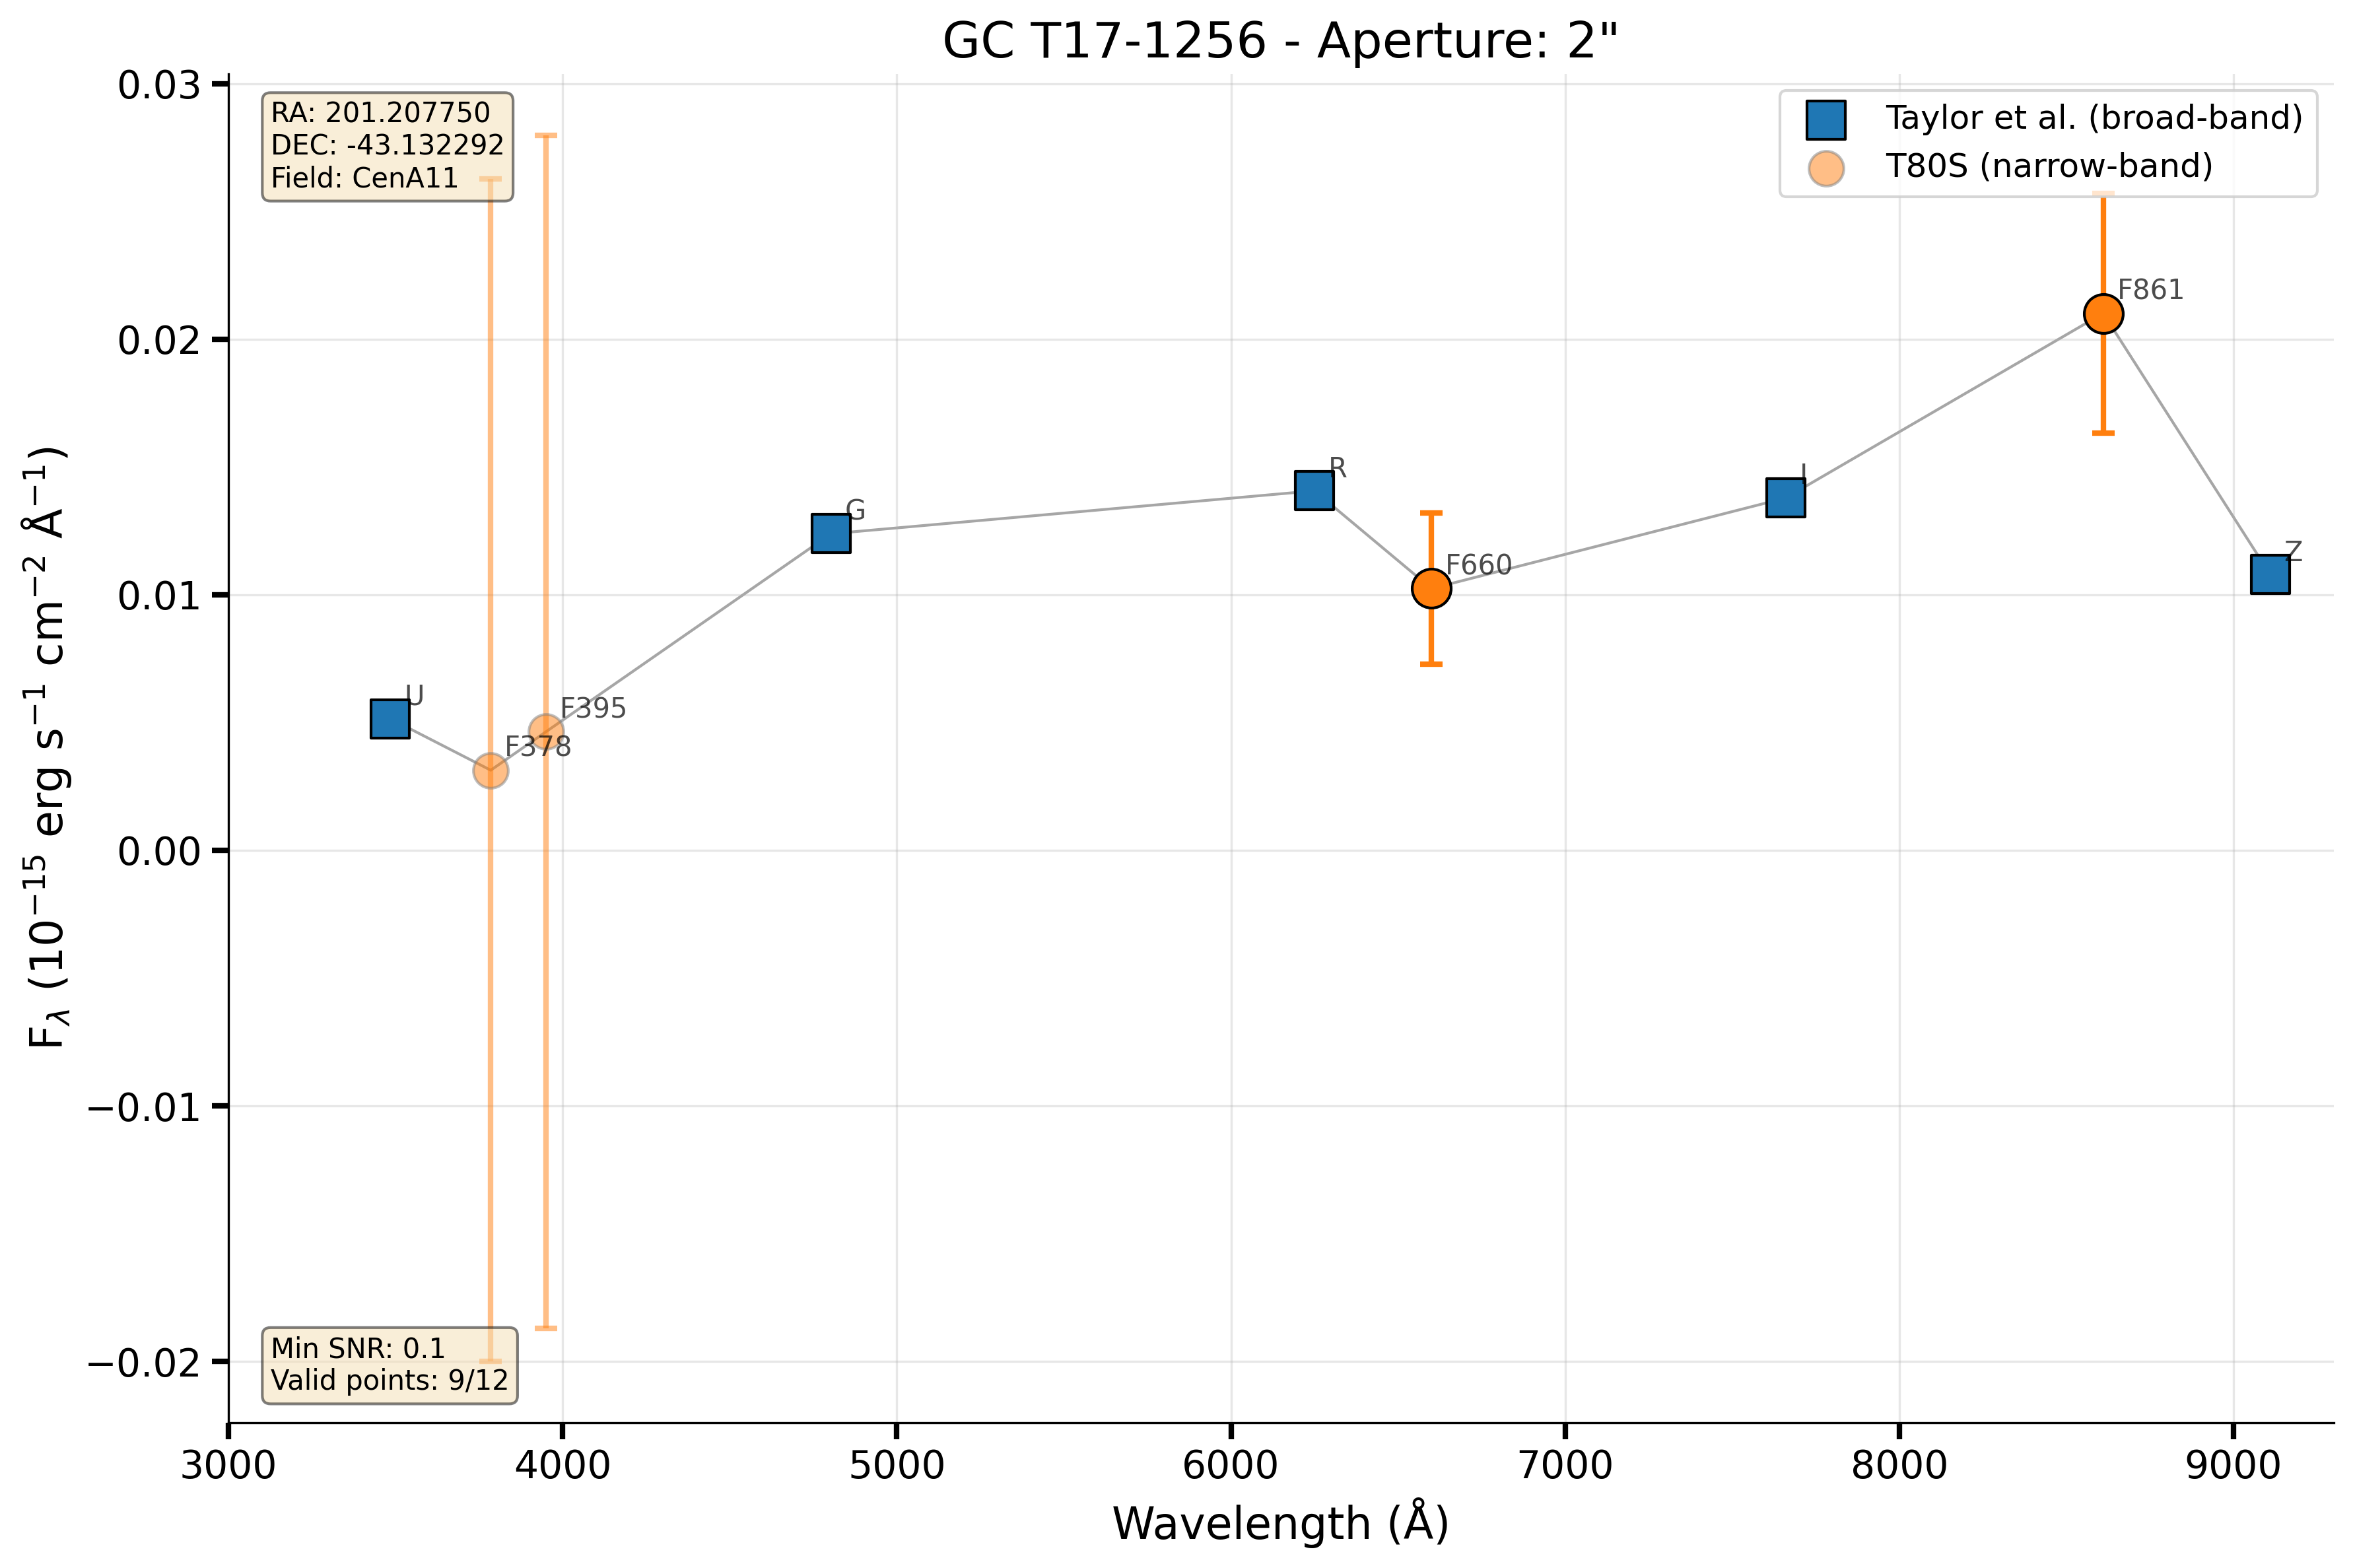 GC T17-1256 - Aperture: 2"
RA: 201.207750
DEC: -43.132292
Field: CenA11
Taylor et al. (broad-band)
T80S (narrow-band)
0.03
0.02
0.01
0.00
−0.01
−0.02
F861
R
I
G
F660
Z
U
F395
F378
Min SNR: 0.1
Valid points: 9/12
3000 4000 5000 6000 7000 8000 9000
Wavelength (Å)
Fλ (10⁻¹⁵ erg s⁻¹ cm⁻² Å⁻¹)